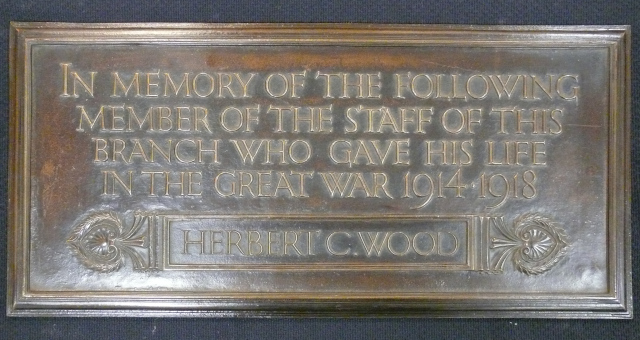 IN MEMORY OF THE FOLLOWING
MEMBER OF THE STAFF OF THIS
BRANCH WHO GAVE HIS LIFE
IN THE GREAT WAR 1914·1918
HERBERT C WOOD